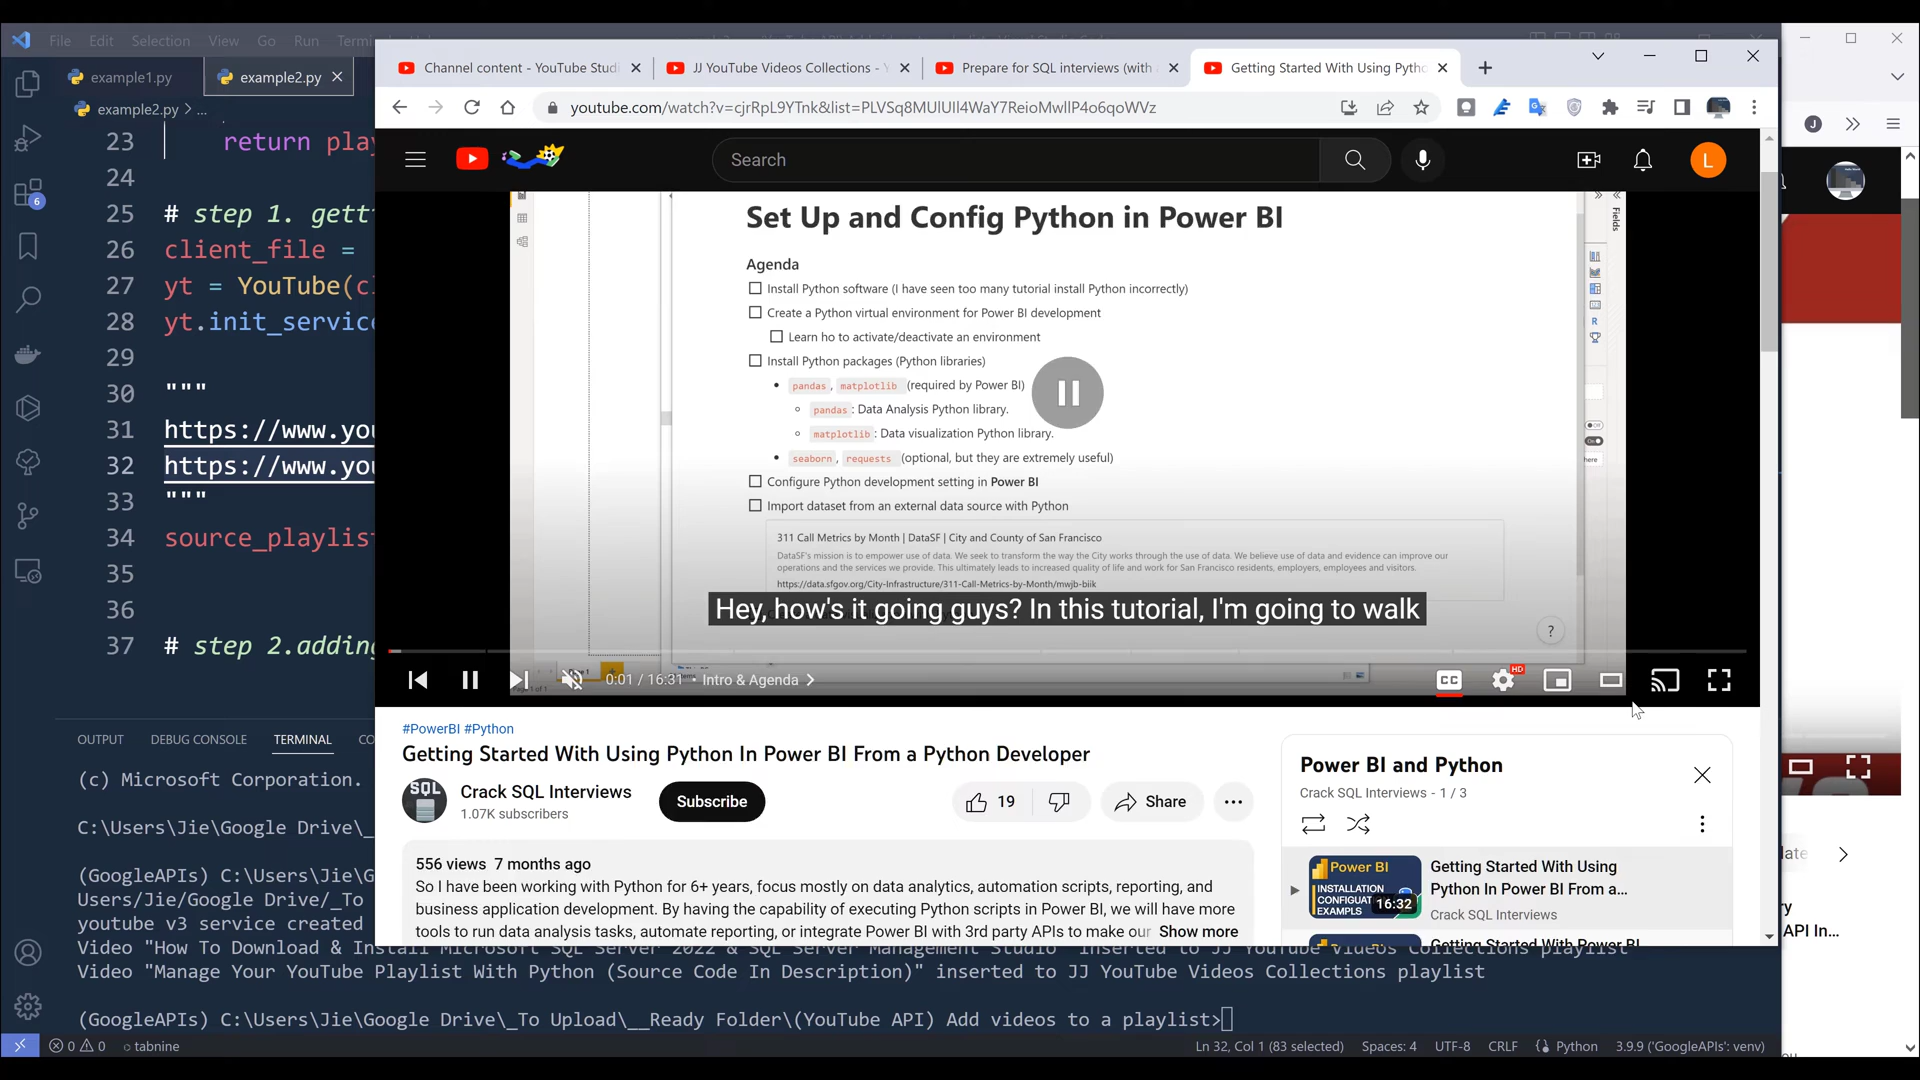 File Edit Selection View Go Run
example1.py
example2.py
example2.py > ...
23 return
24
25 # step 1.
26 client_file =
27 yt = YouTube(
28 yt.
29
30 """
31 https://www.
32 https://www.
33 """
34
35
36
37 # step 2.adding
6
Channel content - YouTube
JJ YouTube Videos Collections -
Prepare for SQL interviews (with
Getting Started With Using
youtube.com/watch?v=cjrRpL9YTnk&list=PLVSq8MUlUIl4WaY7ReioMwllP4o6qoWVz
Search
L
J
Set Up and Config Python in Power BI
Fields
Agenda
Install Python software (I have seen too many tutorial install Python incorrectly)
Create a Python virtual environment for Power BI development
Learn ho to activate/deactivate an environment
Install Python packages (Python libraries)
pandas, matplotlib (required by Power BI)
pandas: Data Analysis Python library.
matplotlib: Data visualization Python library.
seaborn, requests (optional, but they are extremely useful)
Configure Python development setting in Power BI
Import dataset from an external data source with Python
311 Call Metrics by Month | DataSF | City and County of San Francisco
DataSF's mission is to empower use of data. We seek to transform the way the City works through the use of data. We believe use of data and evidence can improve our
operations and the services we provide. This ultimately leads to increased quality of life and work for San Francisco residents, employers, employees and visitors.
https://data.sfgov.org/City-Infrastructure/311-Call-Metrics-by-Month/mwjb-biik
Hey, how's it going guys? In this tutorial, I'm going to walk
?
0:01 / 16:31 • Intro & Agenda >
CC HD
#PowerBI #Python
Getting Started With Using Python In Power BI From a Python Developer
SQL
Crack SQL Interviews
1.07K subscribers
Subscribe
19
Share
556 views 7 months ago
So I have been working with Python for 6+ years, focus mostly on data analytics, automation scripts, reporting, and
business application development. By having the capability of executing Python scripts in Power BI, we will have more
tools to run data analysis tasks, automate reporting, or integrate Power BI with 3rd party APIs to make our Show more
Power BI and Python
Crack SQL Interviews - 1 / 3
Power BI
INSTALLATION
EXAMPLES
16:32
Getting Started With Using
Python In Power BI From a...
Crack SQL Interviews
Getting Started With Power BI
API In...
OUTPUT DEBUG CONSOLE TERMINAL
(c) Microsoft Corporation.
C:\Users\Jie\Google Drive\_
(GoogleAPIs) C:\Users\Jie\
Users/Jie/Google Drive/_To
youtube v3 service created
Video "How To Download & Install Microsoft SQL Server 2022 & SQL Server Management Studio" inserted to JJ YouTube Videos Collections playlist
Video "Manage Your YouTube Playlist With Python (Source Code In Description)" inserted to JJ YouTube Videos Collections playlist
(GoogleAPIs) C:\Users\Jie\Google Drive\_To Upload\__Ready Folder\(YouTube API) Add videos to a playlist>
0 0 tabnine
Ln 32, Col 1 (83 selected) Spaces: 4 UTF-8 CRLF Python 3.9.9 ('GoogleAPIs': venv)